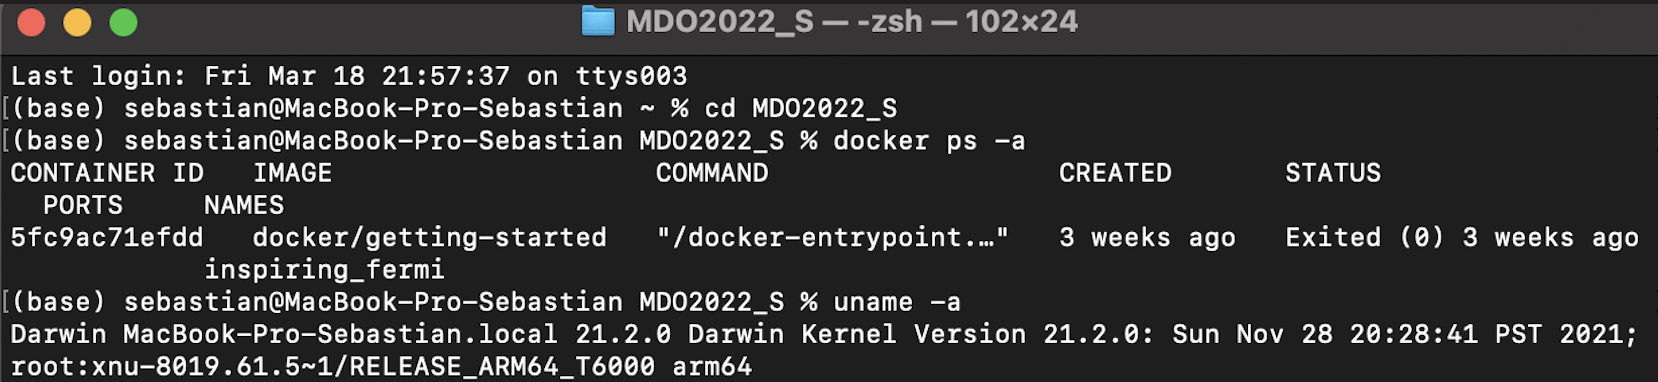 MDO2022_S — -zsh — 102×24
Last login: Fri Mar 18 21:57:37 on ttys003
[(base) sebastian@MacBook-Pro-Sebastian ~ % cd MDO2022_S
[(base) sebastian@MacBook-Pro-Sebastian MDO2022_S % docker ps -a
CONTAINER ID   IMAGE                    COMMAND                  CREATED       STATUS
  PORTS     NAMES
5fc9ac71efdd   docker/getting-started   "/docker-entrypoint.…"   3 weeks ago   Exited (0) 3 weeks ago
            inspiring_fermi
[(base) sebastian@MacBook-Pro-Sebastian MDO2022_S % uname -a
Darwin MacBook-Pro-Sebastian.local 21.2.0 Darwin Kernel Version 21.2.0: Sun Nov 28 20:28:41 PST 2021;
root:xnu-8019.61.5~1/RELEASE_ARM64_T6000 arm64